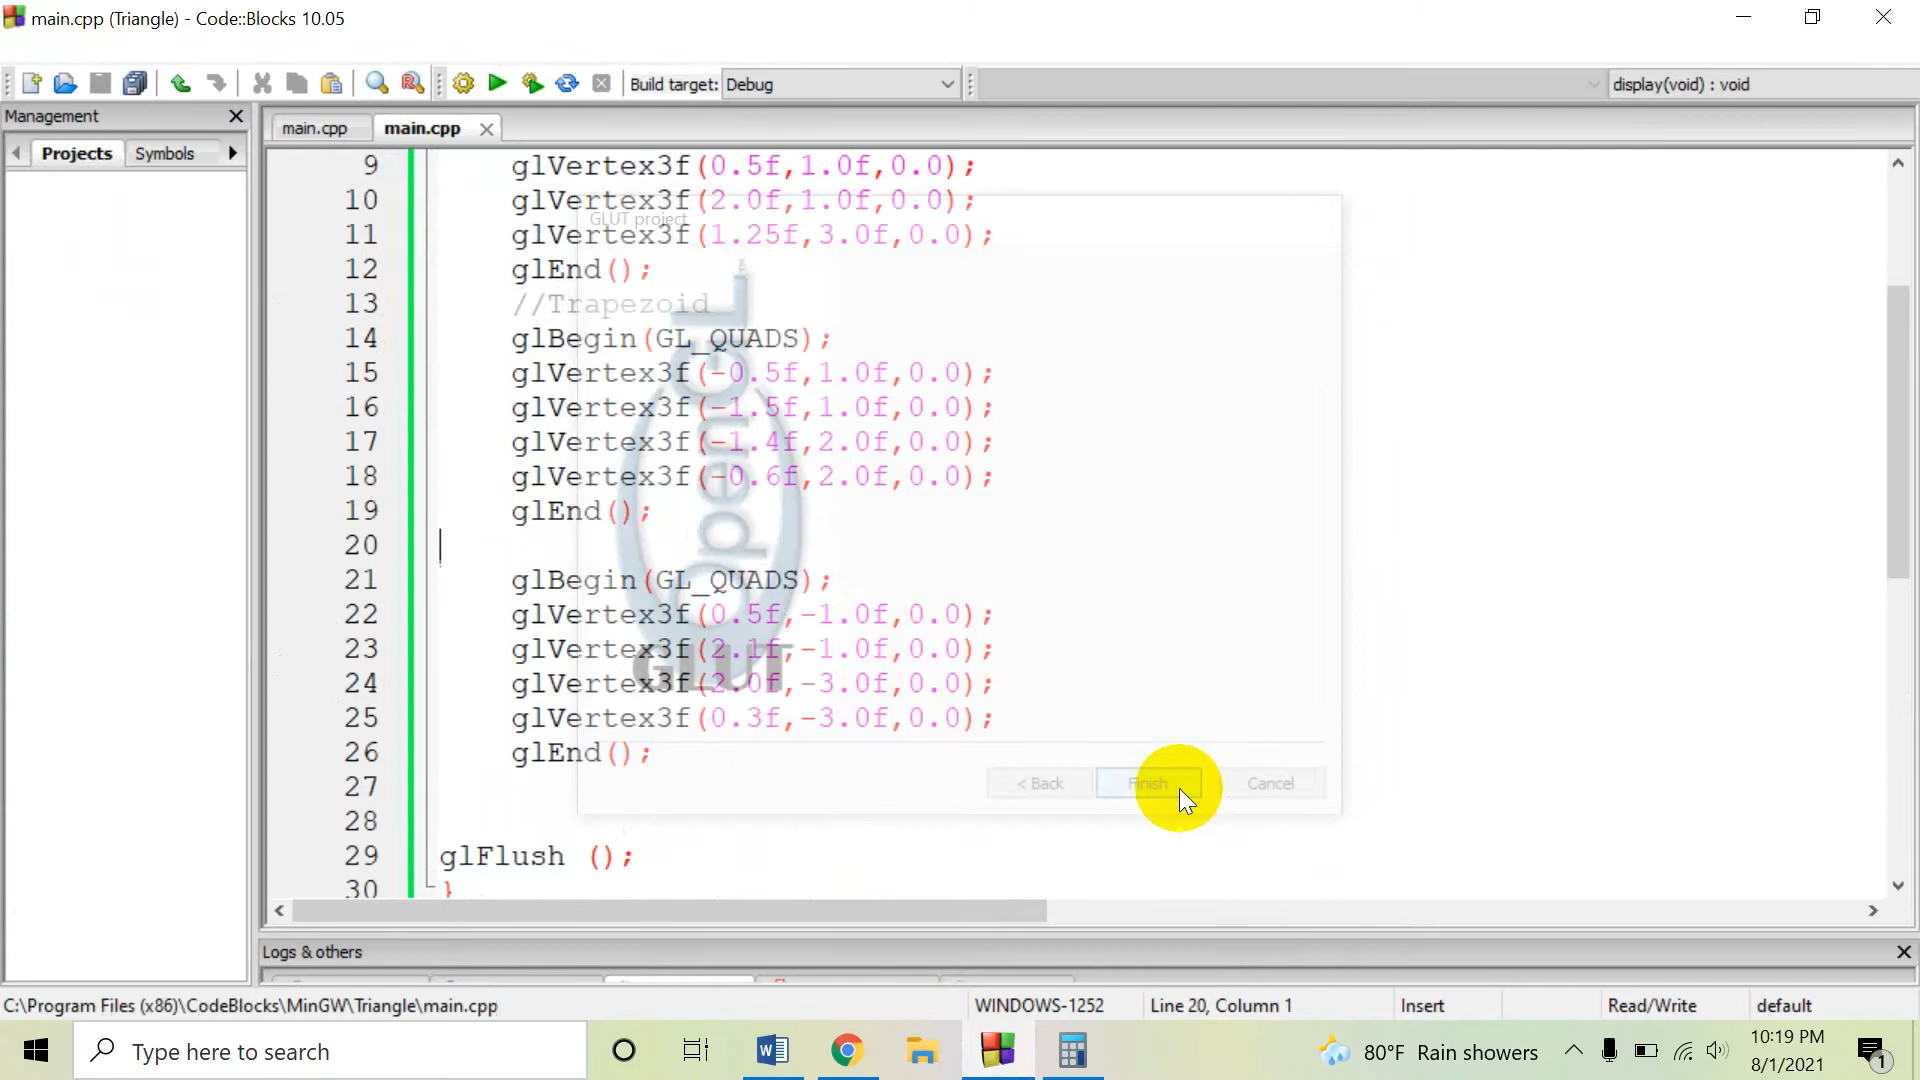 main.cpp (Triangle) - Code::Blocks 10.05
Build target: Debug
display(void) : void
Management
Projects Symbols
main.cpp main.cpp
9 glVertex3f(0.5f,1.0f,0.0);
10 glVertex3f(2.0f,1.0f,0.0);
GLUT project
11 glVertex3f(1.25f,3.0f,0.0);
12 glEnd();
13 //Trapezoid
14 glBegin(GL_QUADS);
15 glVertex3f(-0.5f,1.0f,0.0);
16 glVertex3f(-1.5f,1.0f,0.0);
17 glVertex3f(-1.4f,2.0f,0.0);
18 glVertex3f(-0.6f,2.0f,0.0);
19 glEnd();
20
21 glBegin(GL_QUADS);
22 glVertex3f(0.5f,-1.0f,0.0);
23 glVertex3f(2.1f,-1.0f,0.0);
24 glVertex3f(2.0f,-3.0f,0.0);
25 glVertex3f(0.3f,-3.0f,0.0);
26 glEnd();
27
28
29 glFlush ();
30 }
OpenGL
GLUT
< Back Finish Cancel
Logs & others
C:\Program Files (x86)\CodeBlocks\MinGW\Triangle\main.cpp WINDOWS-1252 Line 20, Column 1 Insert Read/Write default
Type here to search
80°F Rain showers
10:19 PM
8/1/2021
1